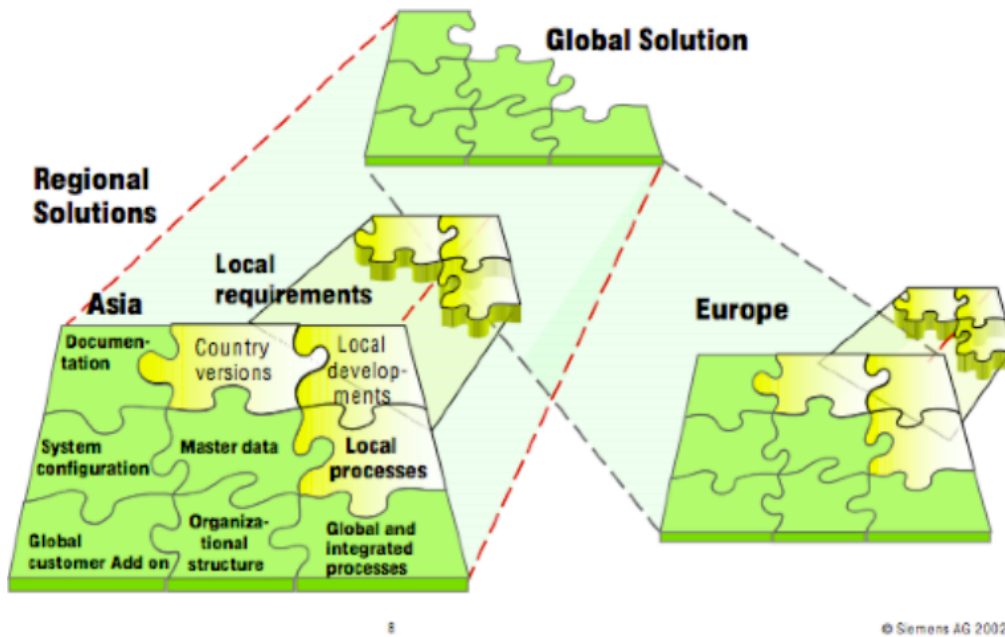 Global Solution
Regional
Solutions
Local
requirements
Asia
Europe
Documen-
tation
Country
versions
Local
develop-
ments
System
configuration
Master data
Local
processes
Global
customer Add on
Organiza-
tional
structure
Global and
integrated
processes
8
© Siemens AG 2002